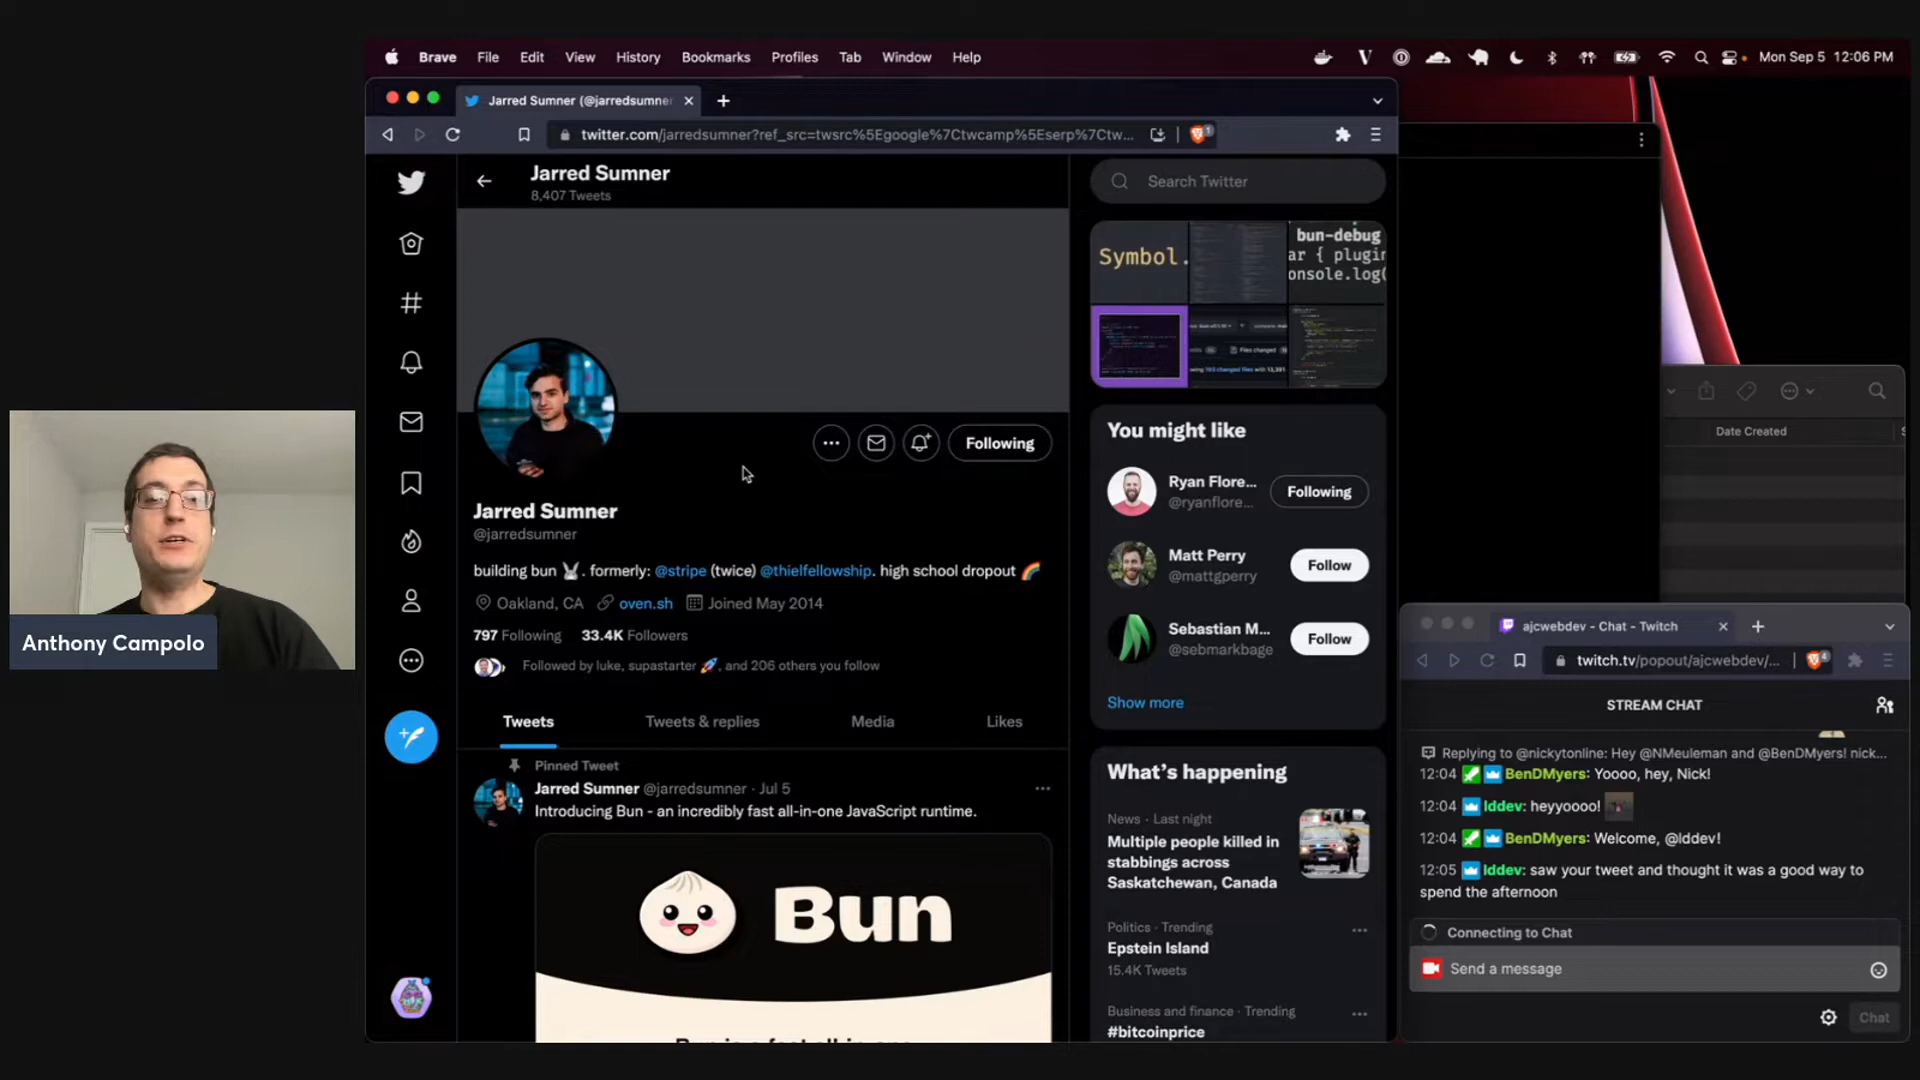 Brave File Edit View History Bookmarks Profiles Tab Window Help
Mon Sep 5 12:06 PM
Jarred Sumner (@jarredsumne
twitter.com/jarredsumner?ref_src=twsrc%5Egoogle%7Ctwcamp%5Eserp%7Ctw...
1
Jarred Sumner
8,407 Tweets
Search Twitter
Symbol.
bun-debug
ar { plugin
onsole.log(
Files changed
Following
Jarred Sumner
@jarredsumner
building bun 🐰. formerly: @stripe (twice) @thielfellowship. high school dropout 🌈
Oakland, CA oven.sh Joined May 2014
797 Following 33.4K Followers
Followed by luke, supastarter 🚀, and 206 others you follow
Tweets Tweets & replies Media Likes
Pinned Tweet
Jarred Sumner @jarredsumner · Jul 5
Introducing Bun - an incredibly fast all-in-one JavaScript runtime.
Bun
You might like
Ryan Flore...
@ryanflore...
Following
Matt Perry
@mattgperry
Follow
Sebastian M...
@sebmarkbage
Follow
Show more
What's happening
News · Last night
Multiple people killed in
stabbings across
Saskatchewan, Canada
Politics · Trending
Epstein Island
15.4K Tweets
Business and finance · Trending
#bitcoinprice
Date Created
ajcwebdev - Chat - Twitch
twitch.tv/popout/ajcwebdev/...
4
STREAM CHAT
Replying to @nickytonline: Hey @NMeuleman and @BenDMyers! nick...
12:04 BenDMyers: Yoooo, hey, Nick!
12:04 lddev: heyyoooo!
12:04 BenDMyers: Welcome, @lddev!
12:05 lddev: saw your tweet and thought it was a good way to
spend the afternoon
Connecting to Chat
Send a message
Chat
Anthony Campolo